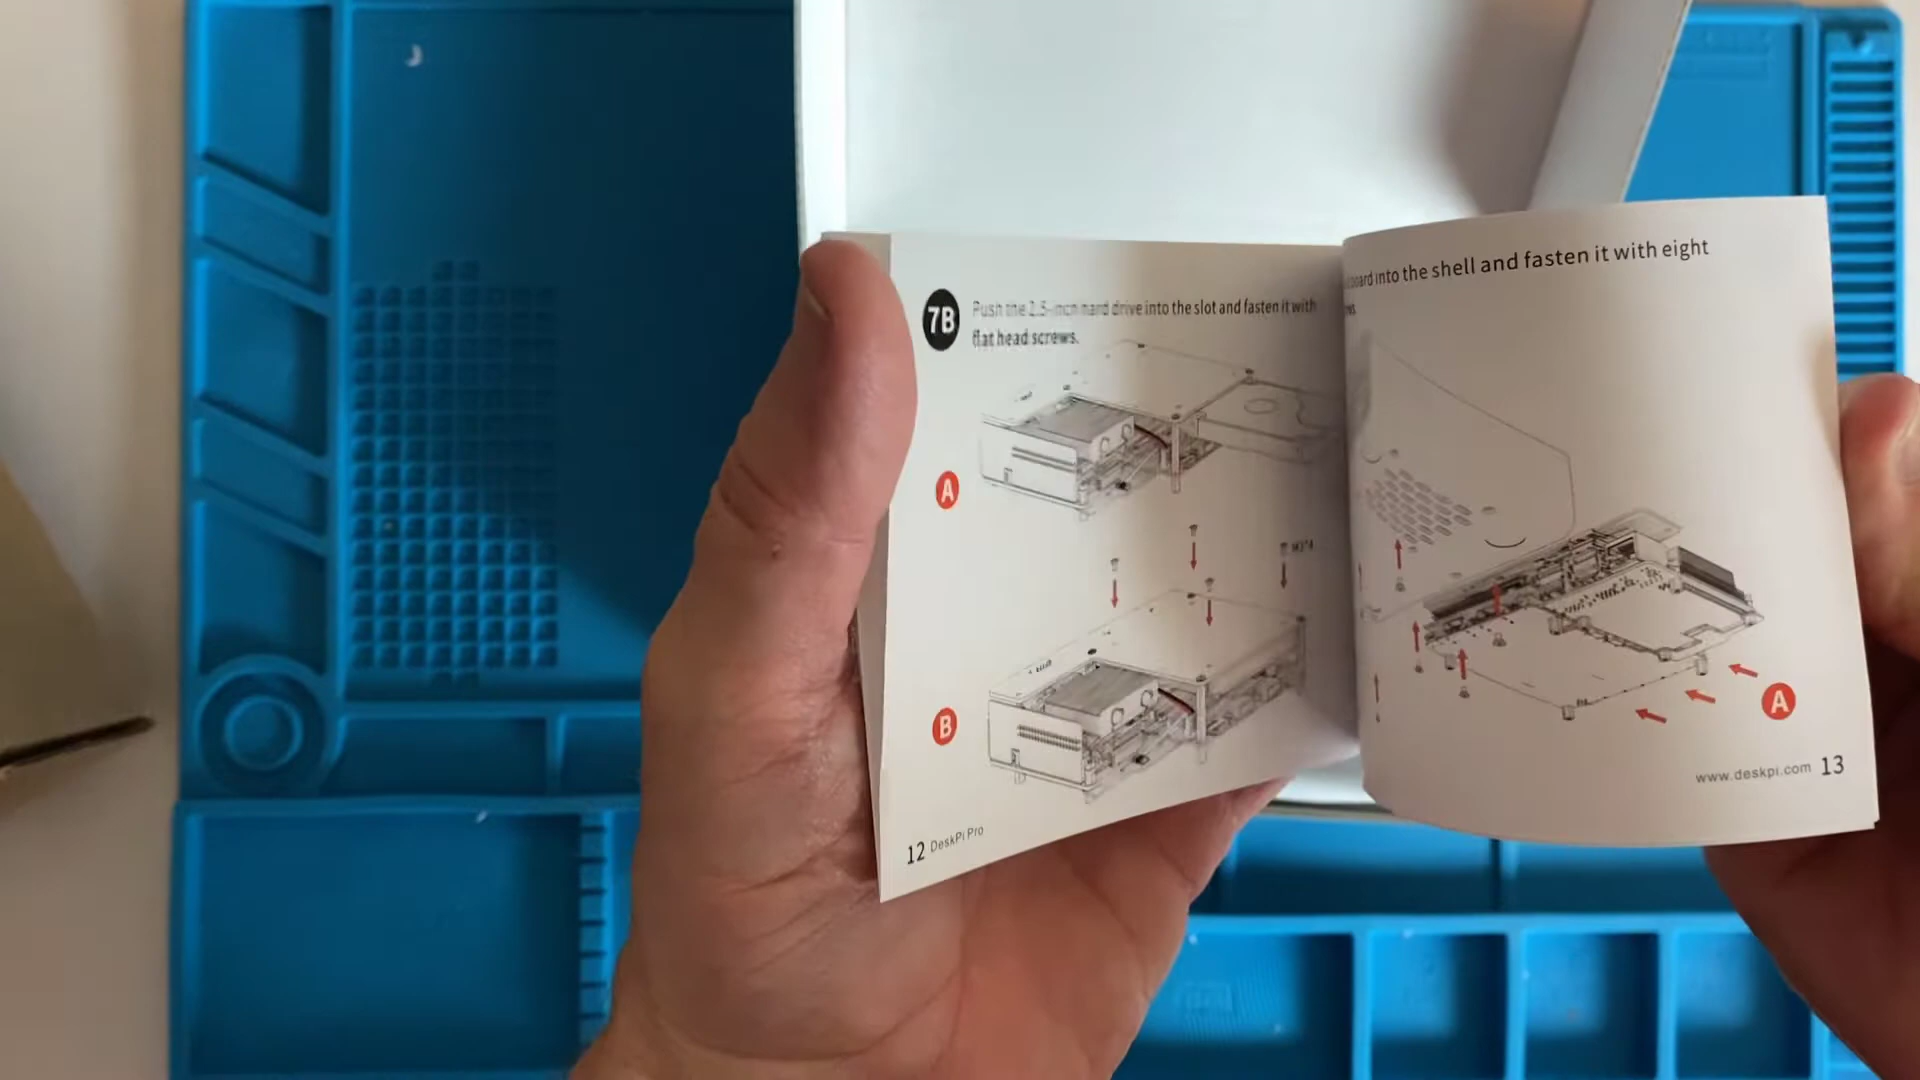 7B
Push the 2.5-inch hard drive into the slot and fasten it with
flat head screws.
A
B
12 DeskPi Pro
into the shell and fasten it with eight
A
www.deskpi.com 13